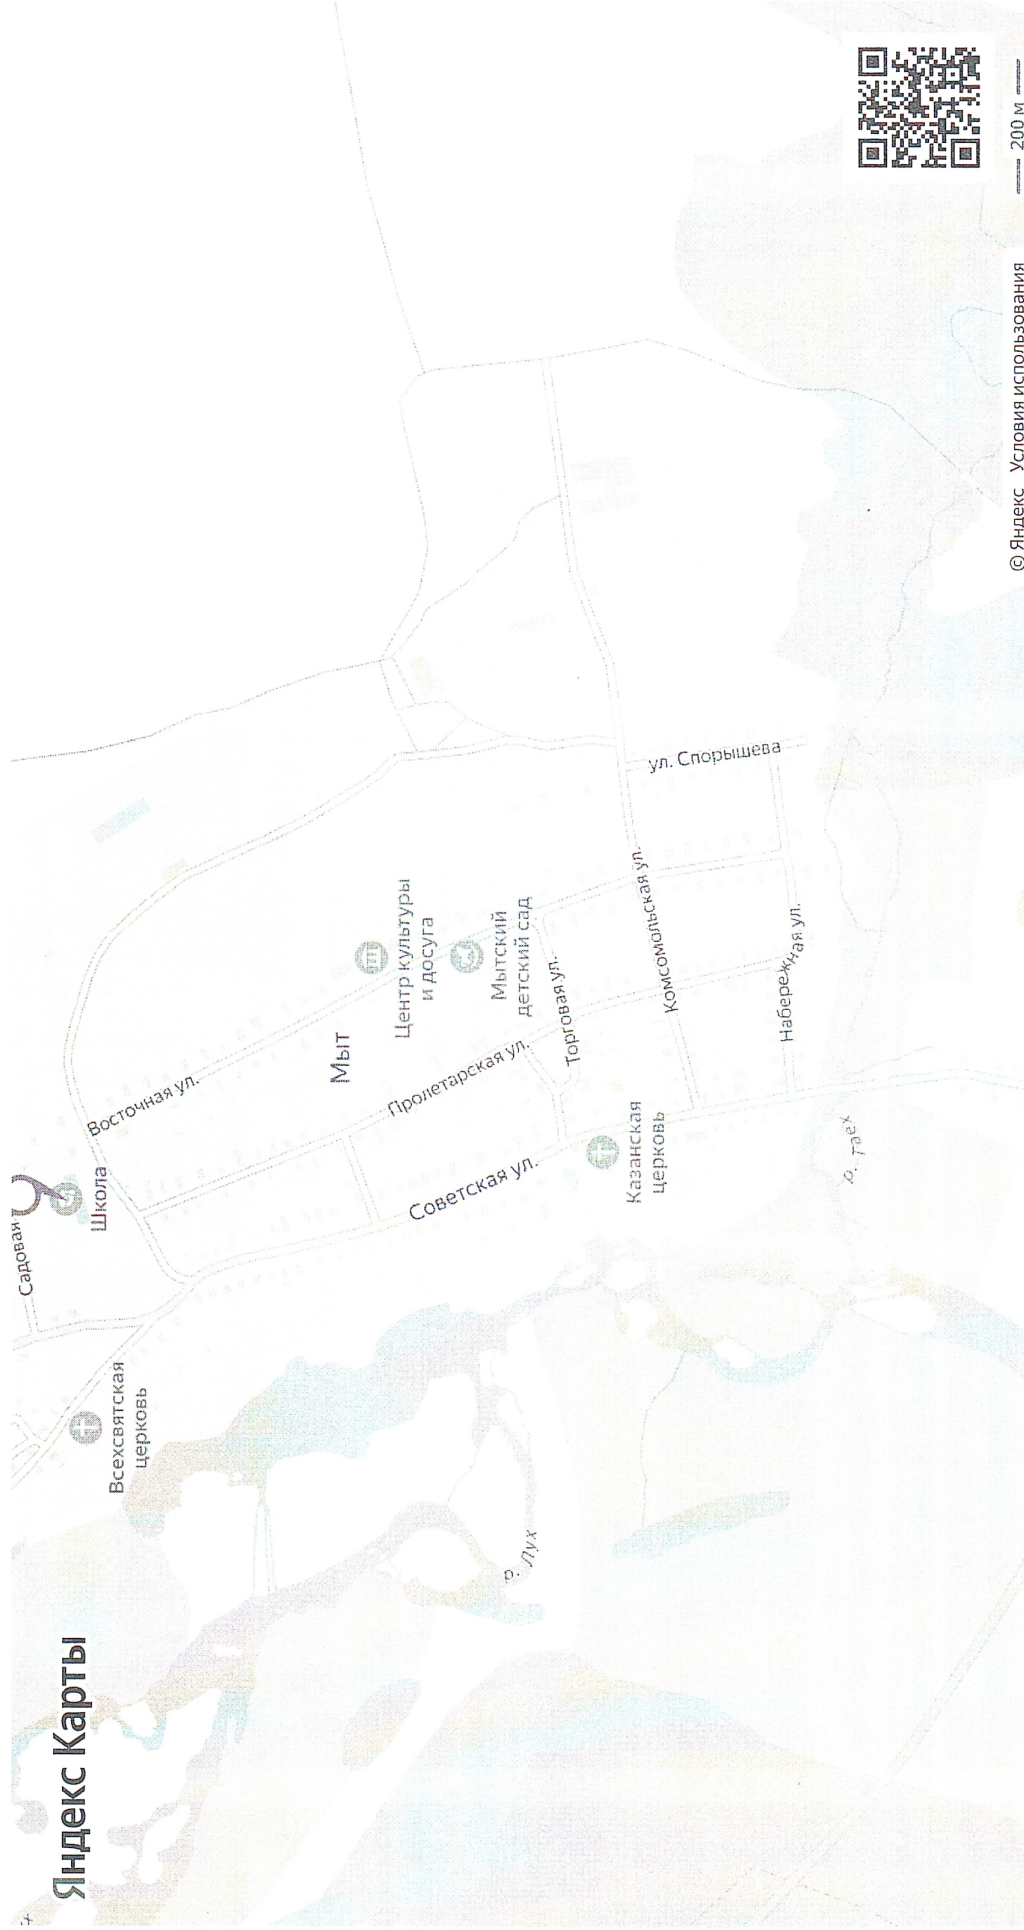 Яндекс Карты
Всехсвятская
церковь
Садовая
Школа
Восточная ул.
Мыт
Центр культуры
и досуга
Мытский
детский сад
Пролетарская ул.
Торговая ул.
Советская ул.
Казанская
церковь
Комсомольская ул.
ул. Спорышева
Набережная ул.
р. Лух
р. Таех
© Яндекс Условия использования
200 м